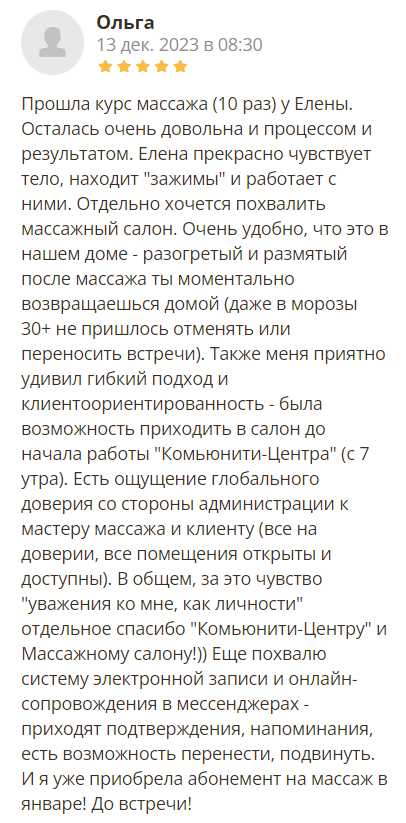 Ольга
13 дек. 2023 в 08:30
Прошла курс массажа (10 раз) у Елены.
Осталась очень довольна и процессом и
результатом. Елена прекрасно чувствует
тело, находит "зажимы" и работает с
ними. Отдельно хочется похвалить
массажный салон. Очень удобно, что это в
нашем доме - разогретый и размятый
после массажа ты моментально
возвращаешься домой (даже в морозы
30+ не пришлось отменять или
переносить встречи). Также меня приятно
удивил гибкий подход и
клиентоориентированность - была
возможность приходить в салон до
начала работы "Комьюнити-Центра" (с 7
утра). Есть ощущение глобального
доверия со стороны администрации к
мастеру массажа и клиенту (все на
доверии, все помещения открыты и
доступны). В общем, за это чувство
"уважения ко мне, как личности"
отдельное спасибо "Комьюнити-Центру" и
Массажному салону!)) Еще похвалю
систему электронной записи и онлайн-
сопровождения в мессенджерах -
приходят подтверждения, напоминания,
есть возможность перенести, подвинуть.
И я уже приобрела абонемент на массаж в
январе! До встречи!